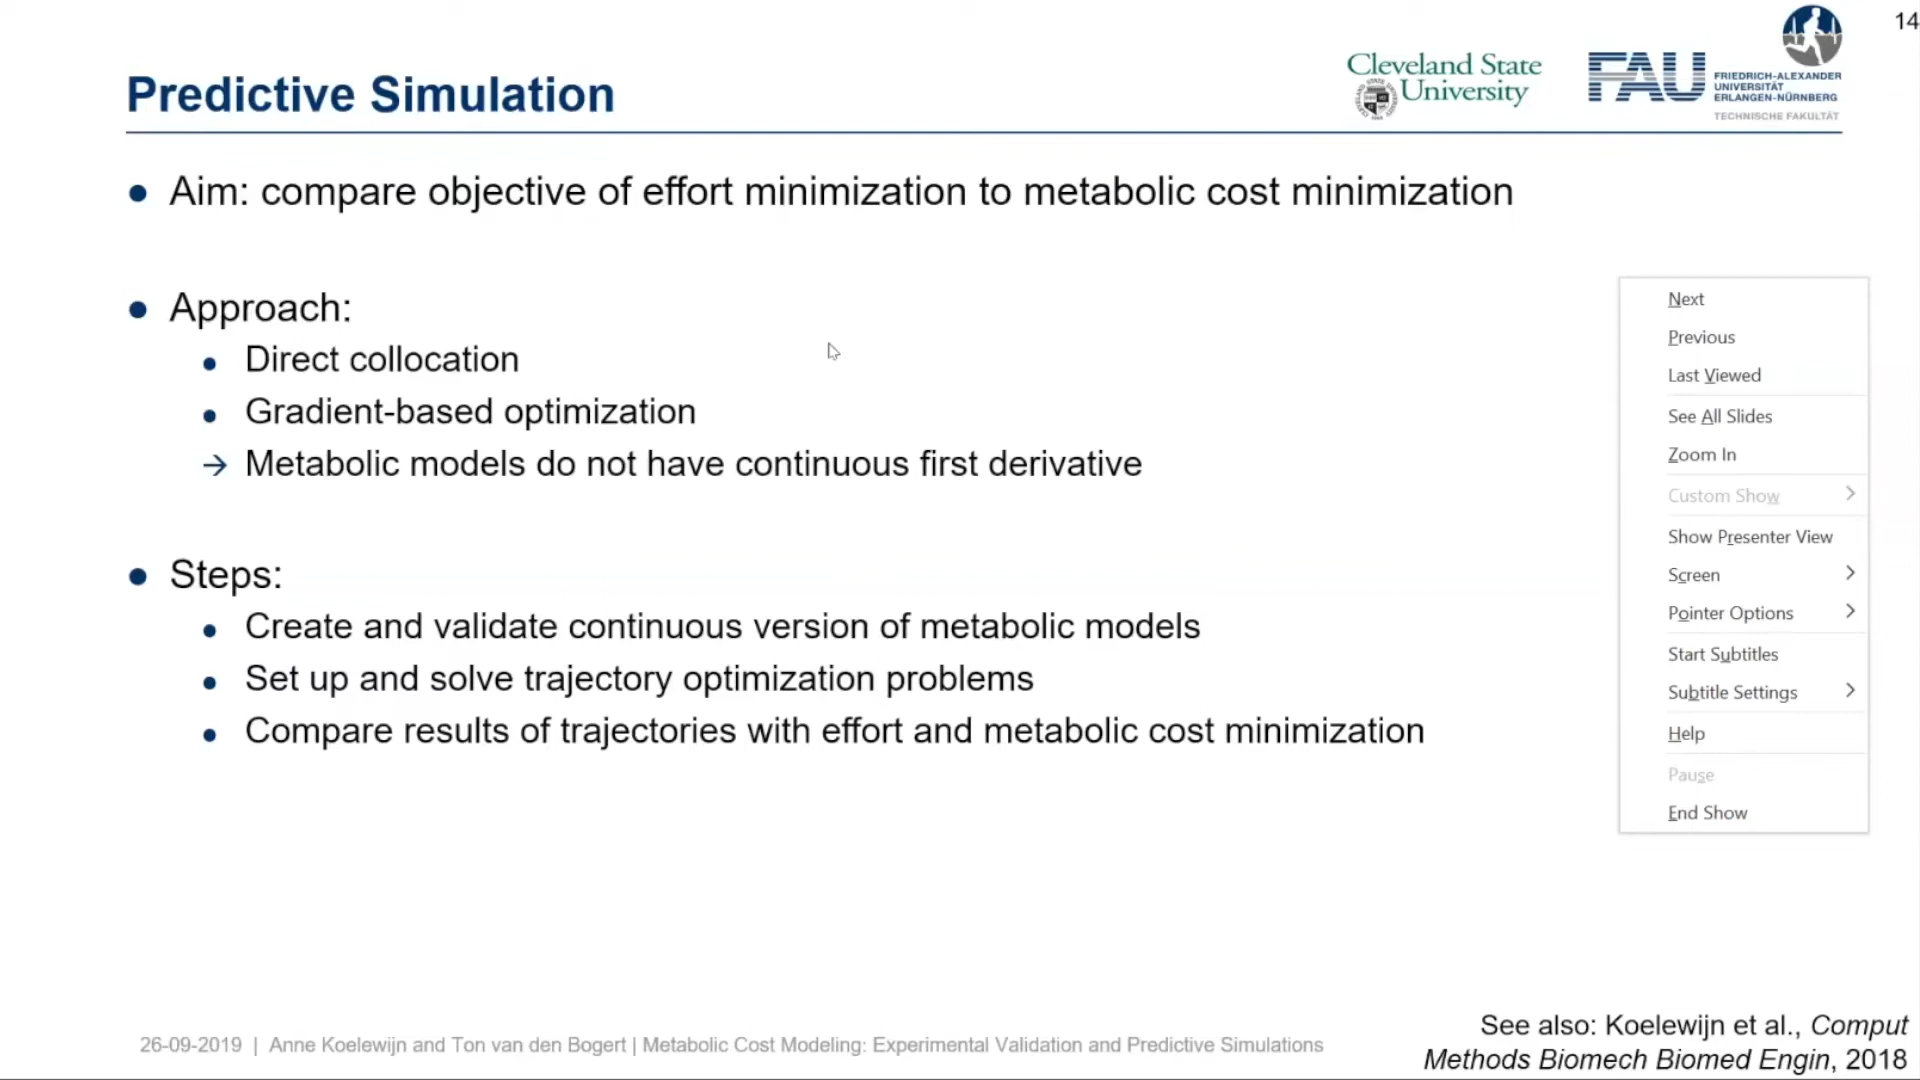 14
Predictive Simulation
Cleveland State
University
FAU
FRIEDRICH-ALEXANDER
UNIVERSITÄT
ERLANGEN-NÜRNBERG
TECHNISCHE FAKULTÄT
Aim: compare objective of effort minimization to metabolic cost minimization
Approach:
Direct collocation
Gradient-based optimization
→ Metabolic models do not have continuous first derivative
Steps:
Create and validate continuous version of metabolic models
Set up and solve trajectory optimization problems
Compare results of trajectories with effort and metabolic cost minimization
Next
Previous
Last Viewed
See All Slides
Zoom In
Custom Show
Show Presenter View
Screen
Pointer Options
Start Subtitles
Subtitle Settings
Help
Pause
End Show
26-09-2019 | Anne Koelewijn and Ton van den Bogert | Metabolic Cost Modeling: Experimental Validation and Predictive Simulations
See also: Koelewijn et al., Comput
Methods Biomech Biomed Engin, 2018